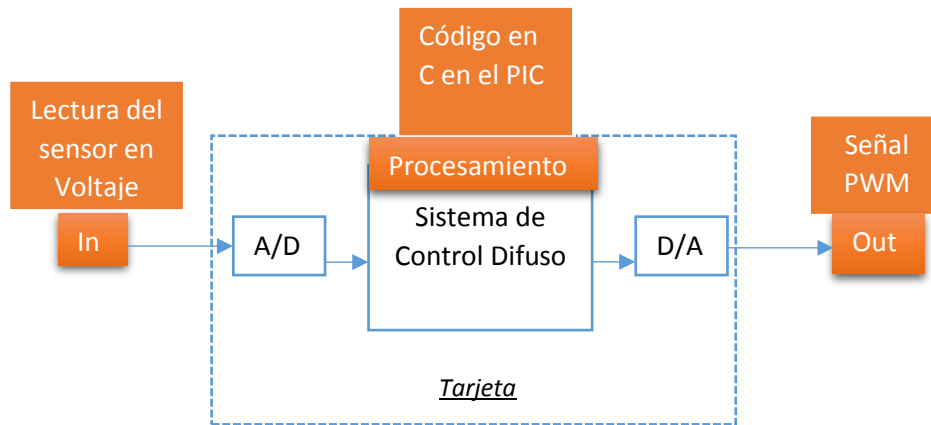 Código en
C en el PIC
Lectura del
sensor en
Voltaje
Señal
PWM
Procesamiento
In
A/D
Sistema de
Control Difuso
D/A
Out
Tarjeta